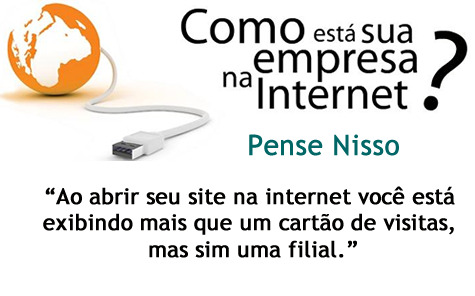 Como está sua
empresa
na Internet ?
Pense Nisso
“Ao abrir seu site na internet você está
exibindo mais que um cartão de visitas,
mas sim uma filial.”